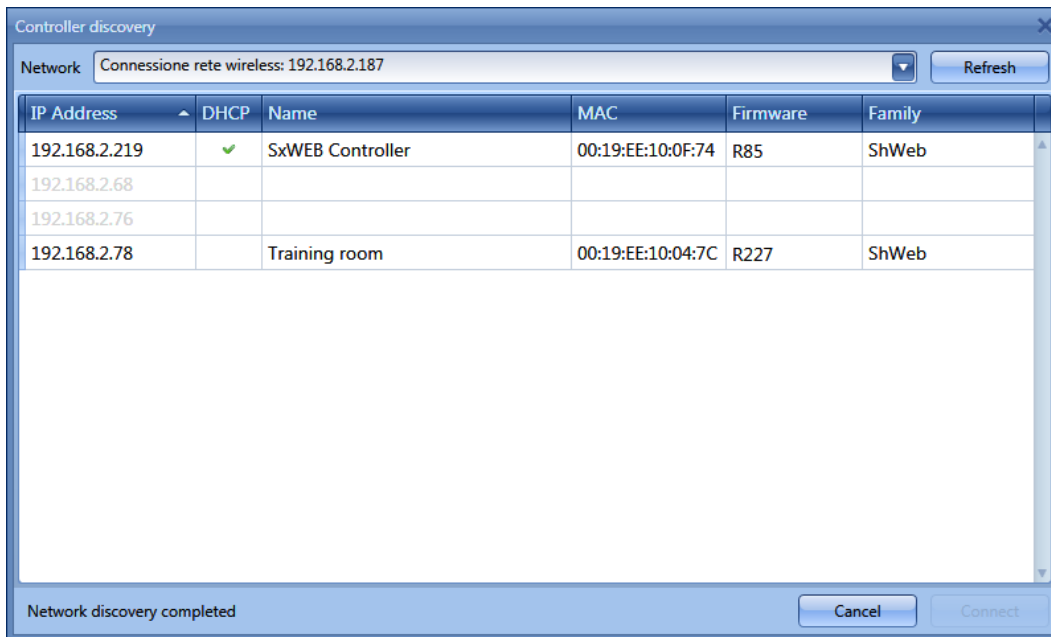 Controller discovery
Network Connessione rete wireless: 192.168.2.187 Refresh
IP Address DHCP Name MAC Firmware Family
192.168.2.219 SxWEB Controller 00:19:EE:10:0F:74 R85 ShWeb
192.168.2.68
192.168.2.76
192.168.2.78 Training room 00:19:EE:10:04:7C R227 ShWeb
Network discovery completed Cancel Connect